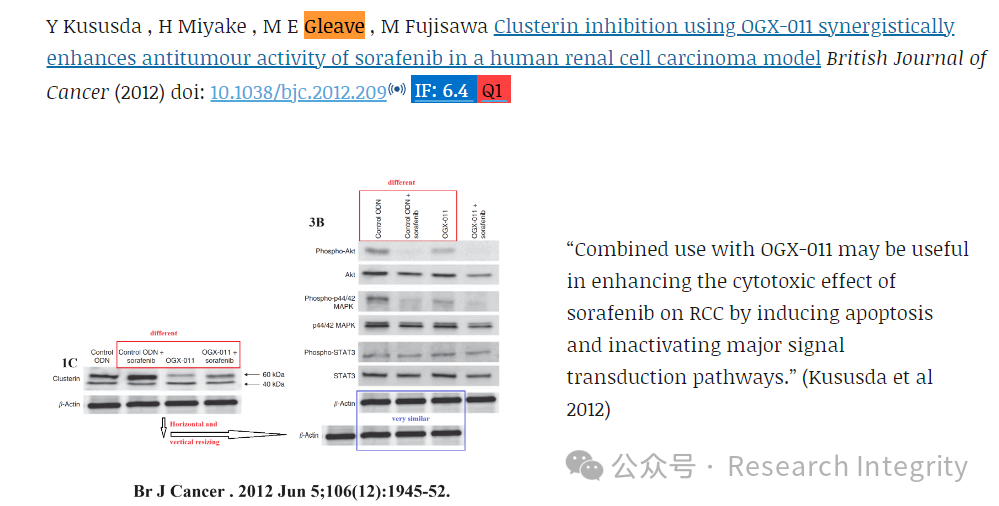 Y Kususda , H Miyake , M E Gleave , M Fujisawa Clusterin inhibition using OGX-011 synergistically
enhances antitumour activity of sorafenib in a human renal cell carcinoma model British Journal of
Cancer (2012) doi: 10.1038/bjc.2012.209 IF: 6.4 Q1
different
3B
Control ODN
Control ODN +
sorafenib
OGX-011
OGX-011 +
sorafenib
Phospho-Akt
Akt
Phospho-p44/42
MAPK
p44/42 MAPK
Phospho-STAT3
STAT3
β-Actin
very similar
β-Actin
different
1C
Control
ODN
Control ODN +
sorafenib
OGX-011
OGX-011 +
sorafenib
Clusterin
60 kDa
40 kDa
β-Actin
Horizontal and
vertical resizing
Br J Cancer . 2012 Jun 5;106(12):1945-52.
“Combined use with OGX-011 may be useful
in enhancing the cytotoxic effect of
sorafenib on RCC by inducing apoptosis
and inactivating major signal
transduction pathways.” (Kususda et al
2012)
公众号 · Research Integrity